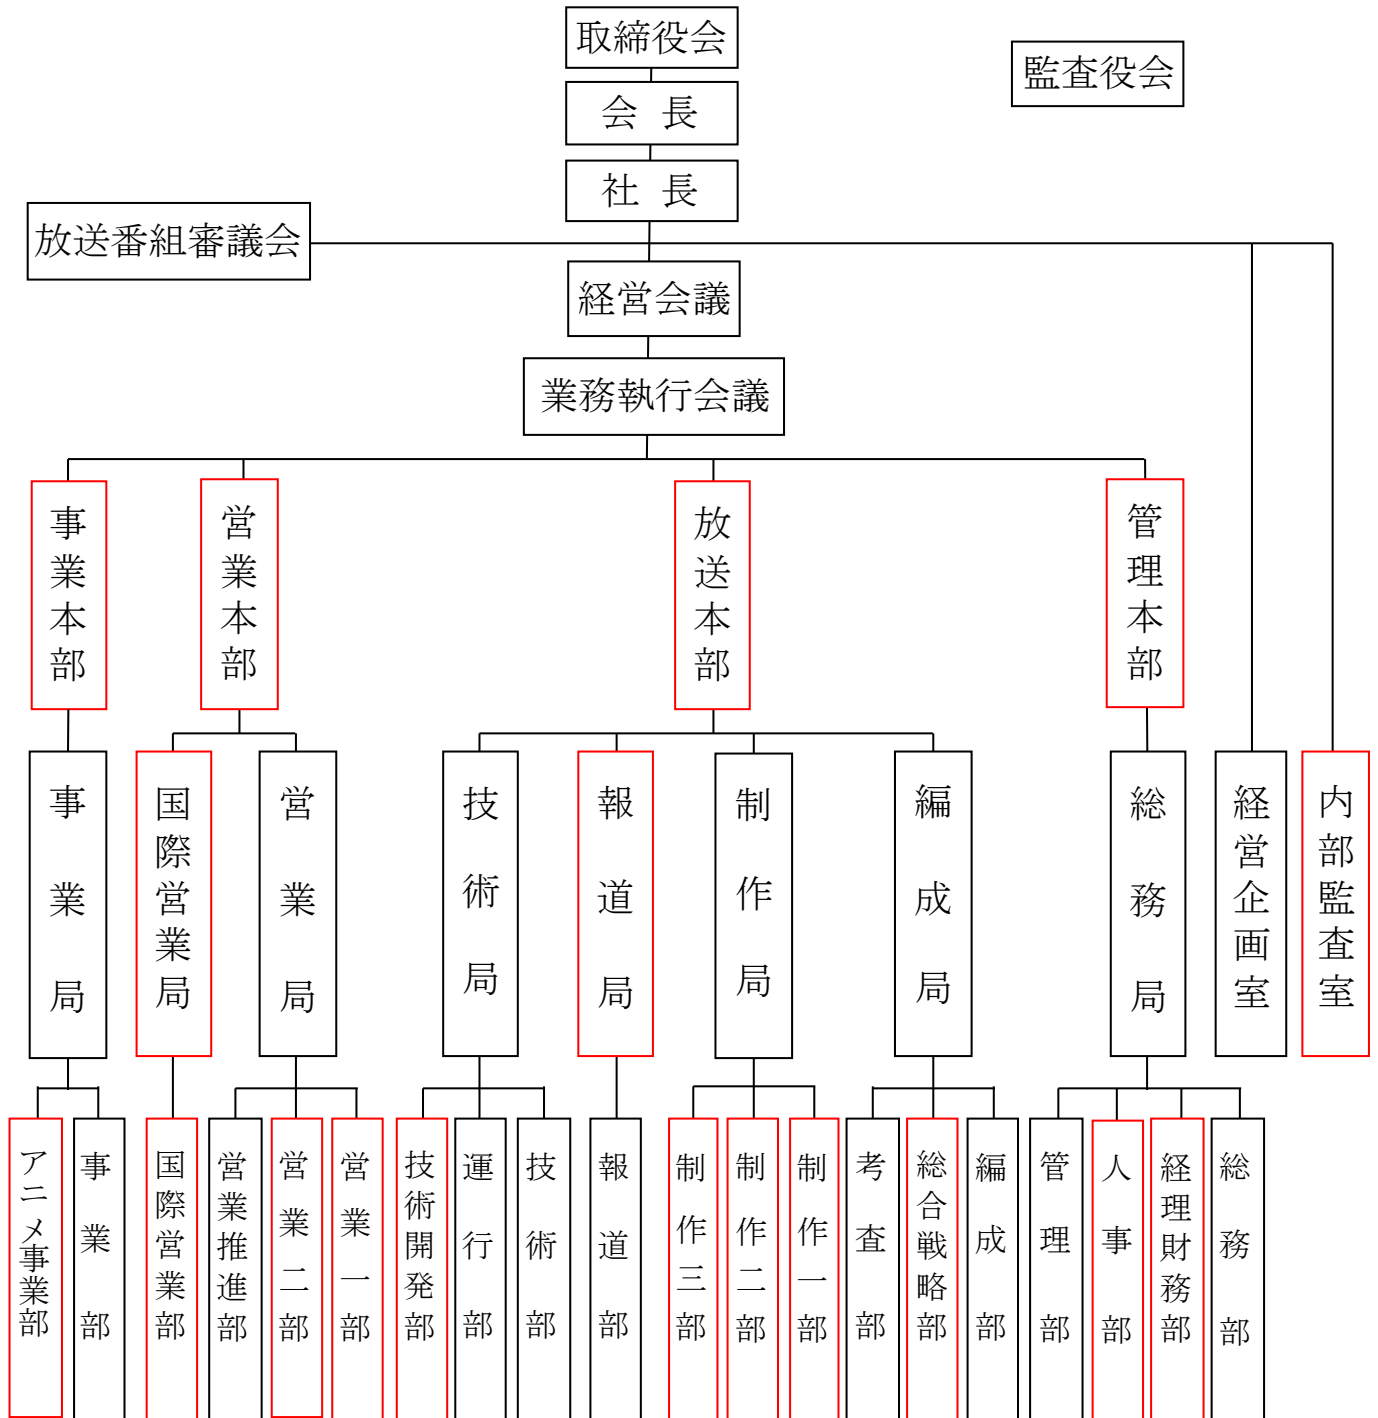 取締役会
監査役会
会長
社長
放送番組審議会
経営会議
業務執行会議
事業本部
営業本部
放送本部
管理本部
事業局
国際営業局
営業局
技術局
報道局
制作局
編成局
総務局
経営企画室
内部監査室
アニメ事業部
事業部
国際営業部
営業推進部
営業二部
営業一部
技術開発部
運行部
技術部
報道部
制作三部
制作二部
制作一部
考査部
総合戦略部
編成部
管理部
人事部
経理財務部
総務部